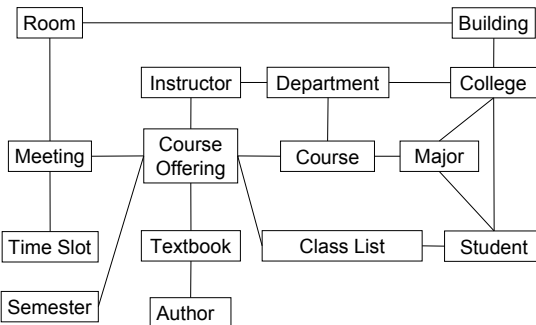 Room
Building
Instructor
Department
College
Meeting
Course
Offering
Course
Major
Time Slot
Textbook
Class List
Student
Semester
Author